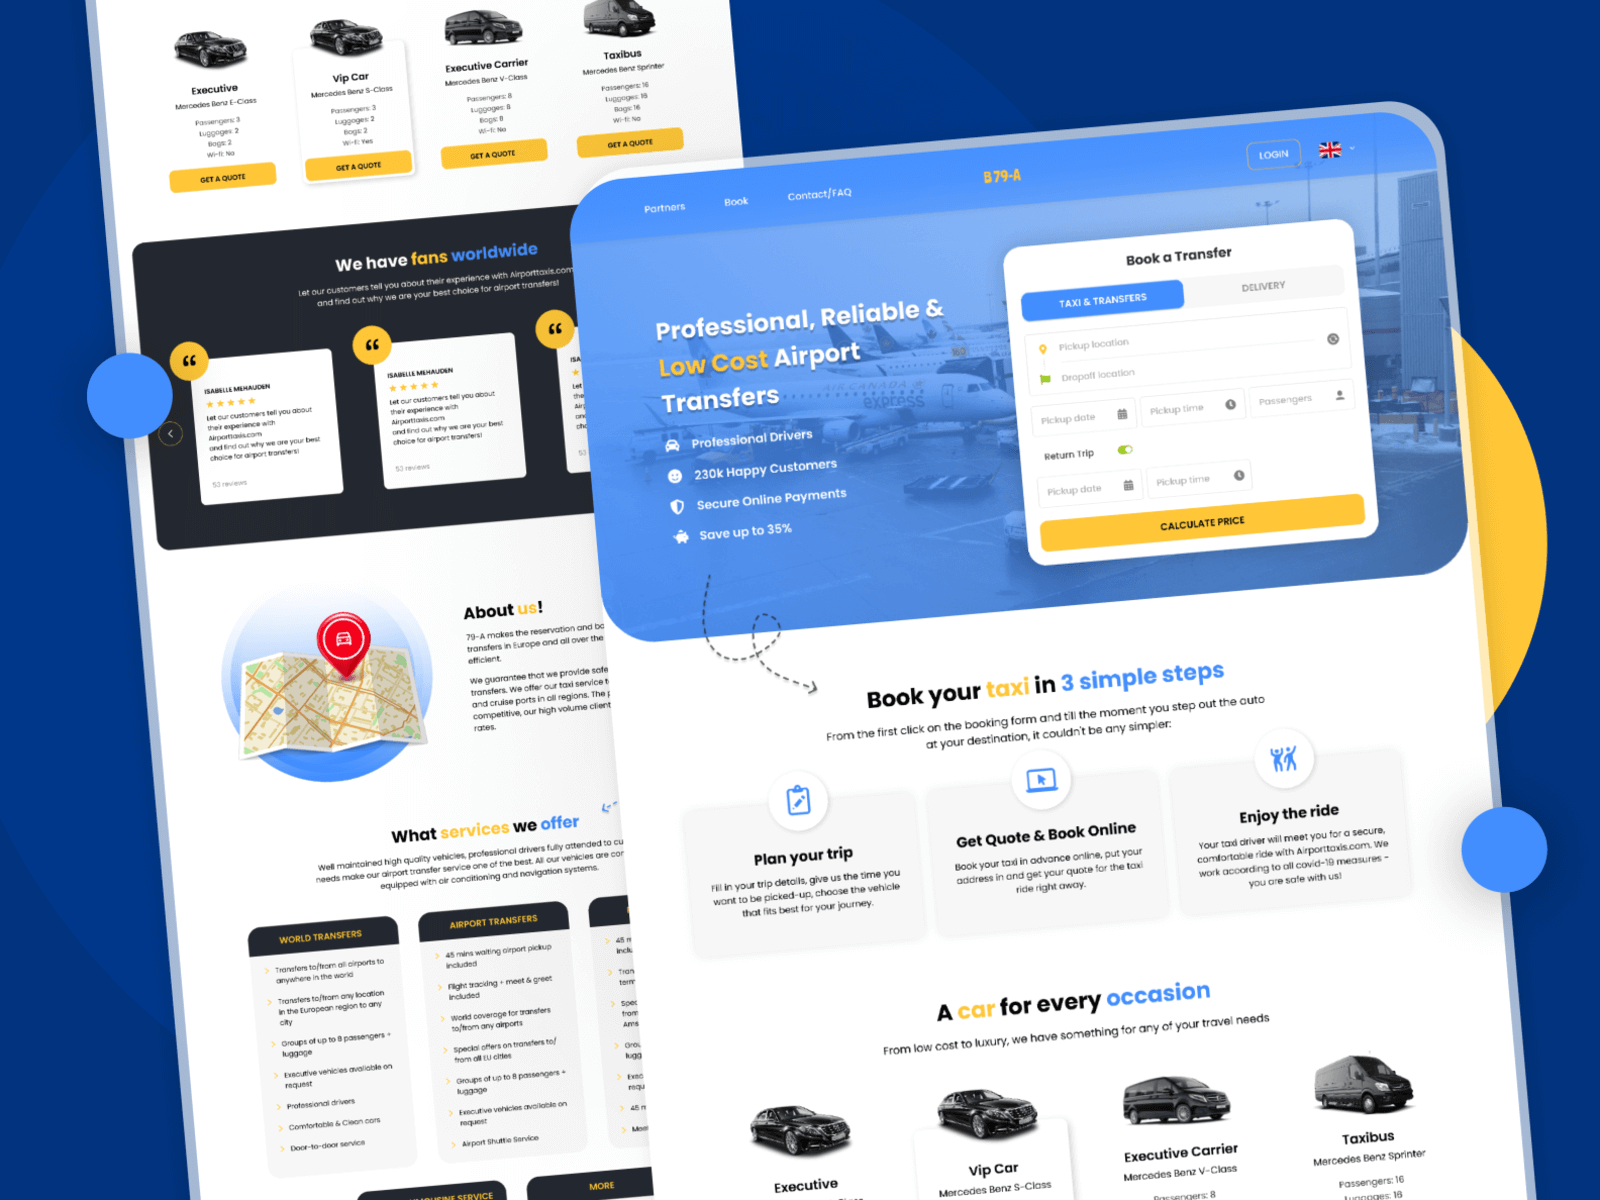 Executive
Mercedes Benz E-Class
Passengers: 3
Luggages: 2
Bags: 2
Wi-fi: No
GET A QUOTE
Vip Car
Mercedes Benz S-Class
Passengers: 3
Luggages: 2
Bags: 2
Wi-fi: Yes
GET A QUOTE
Executive Carrier
Mercedes Benz V-Class
Passengers: 8
Luggages: 8
Bags: 8
Wi-fi: No
GET A QUOTE
Taxibus
Mercedes Benz Sprinter
Passengers: 16
Luggages: 16
Bags: 16
Wi-fi: No
GET A QUOTE
We have fans worldwide
Let our customers tell you about their experience with Airporttaxis.com
and find out why we are your best choice for airport transfers!
ISABELLE MEHAUDEN
Let our customers tell you about
their experience with
Airporttaxis.com
and find out why we are your best
choice for airport transfers!
53 reviews
ISABELLE MEHAUDEN
Let our customers tell you about
their experience with
Airporttaxis.com
and find out why we are your best
choice for airport transfers!
53 reviews
About us!
79-A makes the reservation and
transfers in Europe and all over the
efficient.
We guarantee that we provide safe
transfers. We offer our taxi service
and cruise ports in all regions. The
competitive, our high volume client
rates.
What services we offer
Well maintained high quality vehicles, professional drivers fully attended to
needs make our airport transfer service one of the best. All our vehicles are
equipped with air conditioning and navigation systems.
WORLD TRANSFERS
Transfers to/from all airports to
anywhere in the world
Transfers to/from any location
in the European region to any
city
Groups of up to 8 passengers +
luggage
Executive vehicles available on
request
Professional drivers
Comfortable & Clean cars
Door-to-door service
AIRPORT TRANSFERS
45 mins waiting airport pickup
included
Flight tracking + meet & greet
included
World coverage for transfers
to/from any airports
Special offers on transfers to/
from all EU cities
Groups of up to 8 passengers +
luggage
Executive vehicles available on
request
Airport Shuttle Service
SERVICE
MORE
Partners
Book
Contact/FAQ
B 79-A
LOGIN
Professional, Reliable &
Low Cost Airport
Transfers
Professional Drivers
230k Happy Customers
Secure Online Payments
Save up to 35%
CANADA
express
Book a Transfer
TAXI & TRANSFERS
DELIVERY
Pickup location
Dropoff location
Pickup date
Pickup time
Passengers
Return Trip
Pickup date
Pickup time
CALCULATE PRICE
Book your taxi in 3 simple steps
From the first click on the booking form and till the moment you step out the auto
at your destination, it couldn't be any simpler:
Plan your trip
Fill in your trip details, give us the time you
want to be picked-up, choose the vehicle
that fits best for your journey.
Get Quote & Book Online
Book your taxi in advance online, put your
address in and get your quote for the taxi
ride right away.
Enjoy the ride
Your taxi driver will meet you for a secure,
comfortable ride with Airporttaxis.com. We
work according to all covid-19 measures -
you are safe with us!
A car for every occasion
From low cost to luxury, we have something for any of your travel needs
Executive
Vip Car
Mercedes Benz S-Class
Executive Carrier
Mercedes Benz V-Class
Passengers: 8
Taxibus
Mercedes Benz Sprinter
Passengers: 16
Luggages: 16